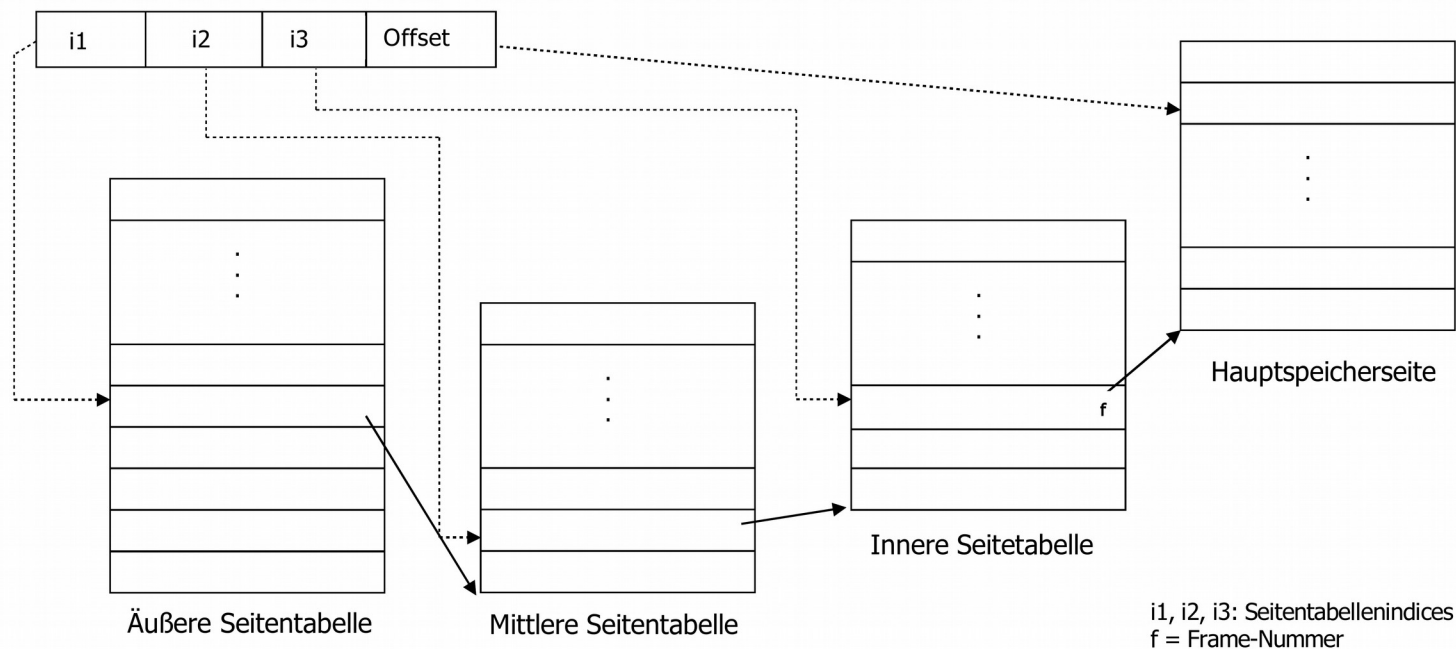 i1 i2 i3 Offset
f
Hauptspeicherseite
Innere Seitetabelle
Äußere Seitentabelle
Mittlere Seitentabelle
i1, i2, i3: Seitentabellenindices
f = Frame-Nummer